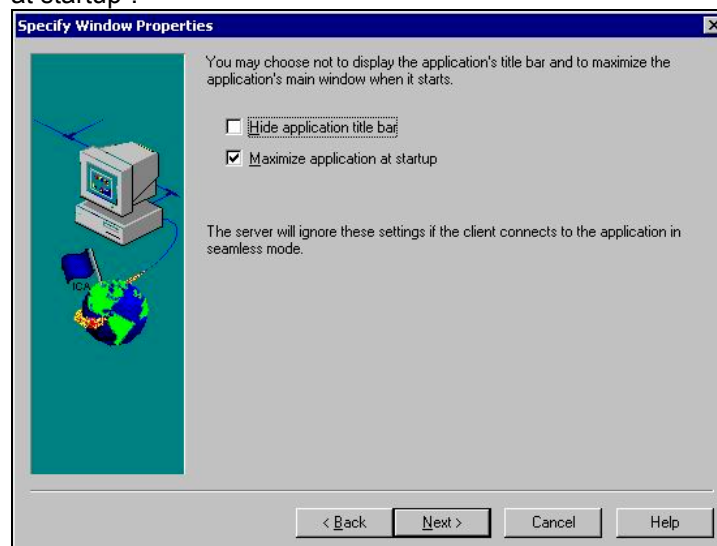 at startup".
Specify Window Properties
You may choose not to display the application's title bar and to maximize the
application's main window when it starts.
Hide application title bar
Maximize application at startup
The server will ignore these settings if the client connects to the application in
seamless mode.
ICA
< Back
Next >
Cancel
Help